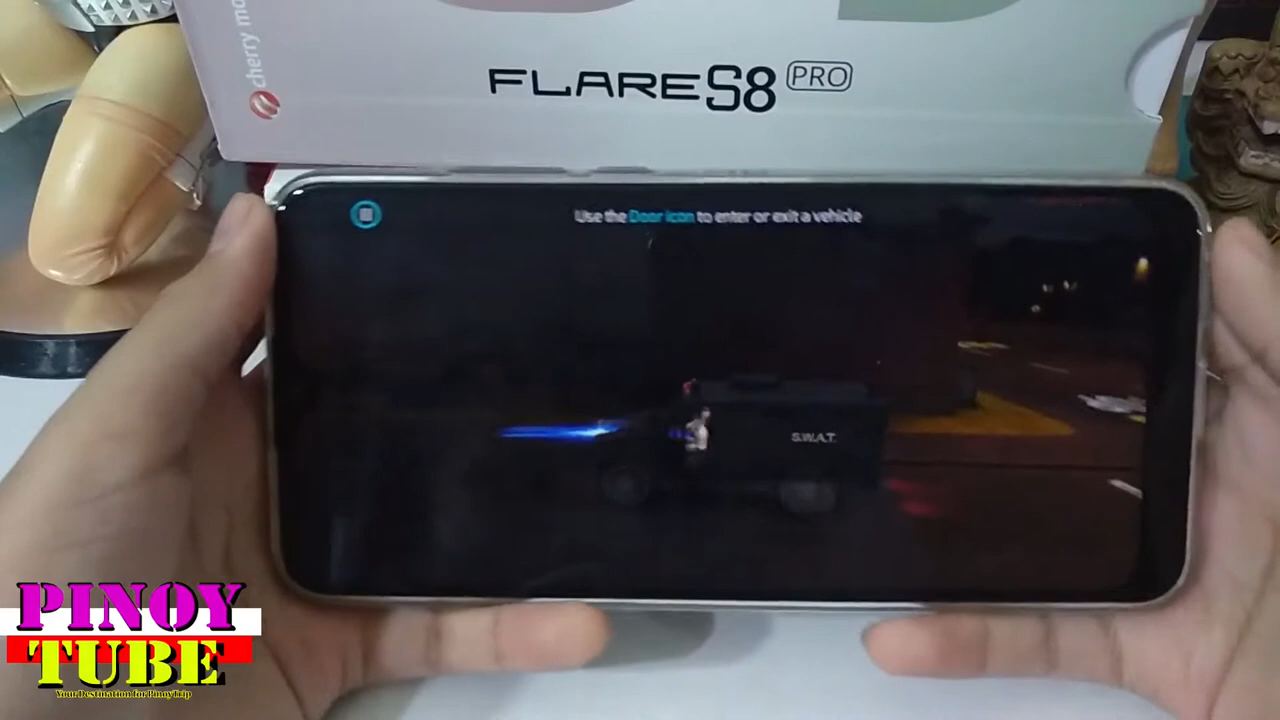 cherry mo
FLARE S8 PRO
Use the Door icon to enter or exit a vehicle
S.W.A.T.
PINOY
TUBE
Your Destination for PinoyTrip